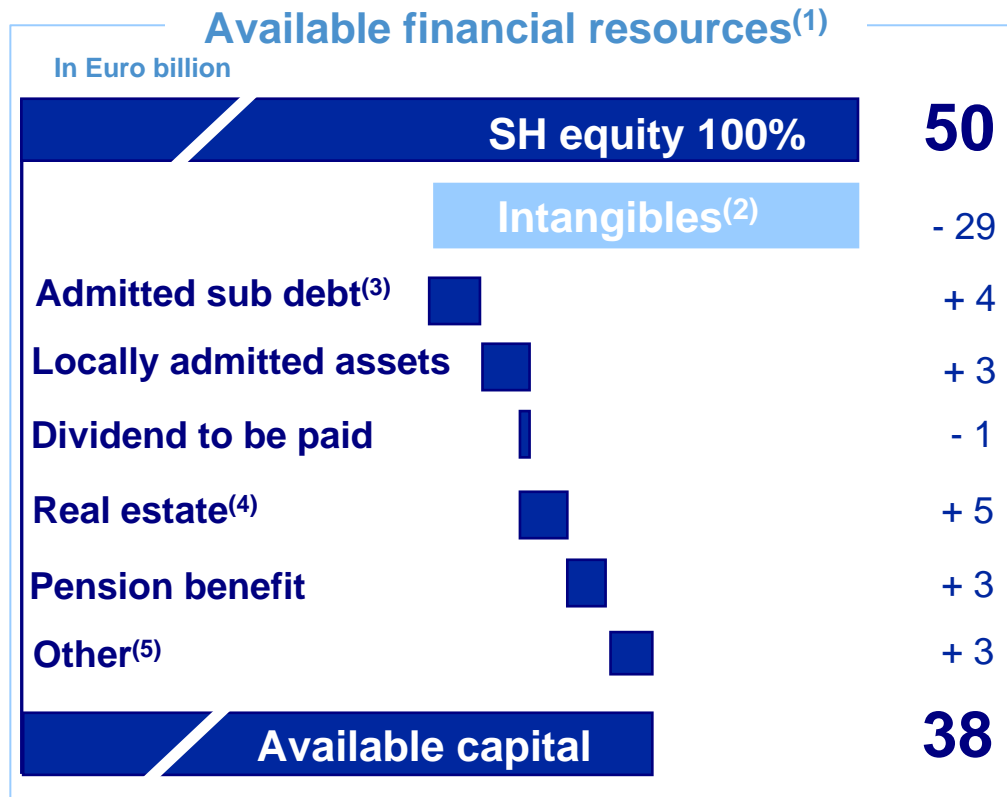 Available financial resources(1)
In Euro billion
SH equity 100% 50
Intangibles(2) - 29
Admitted sub debt(3) + 4
Locally admitted assets + 3
Dividend to be paid - 1
Real estate(4) + 5
Pension benefit + 3
Other(5) + 3
Available capital 38